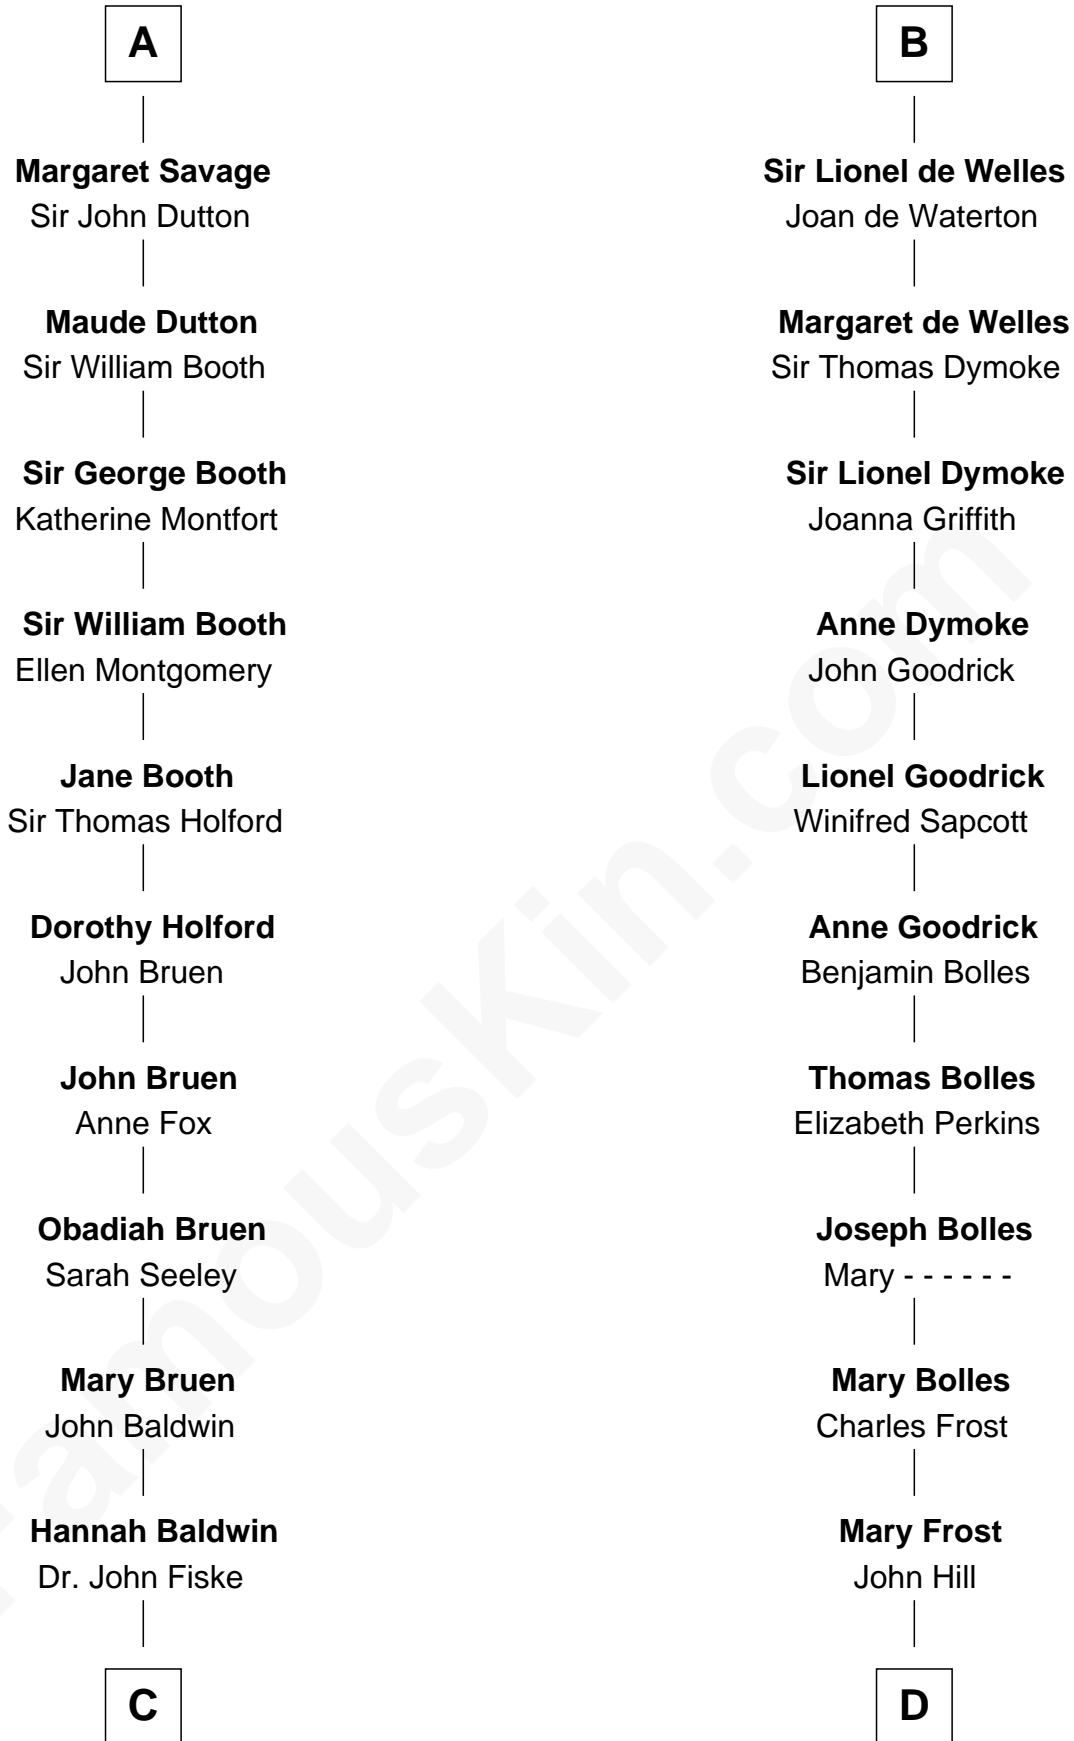 A
Margaret Savage
Sir John Dutton
Maude Dutton
Sir William Booth
Sir George Booth
Katherine Montfort
Sir William Booth
Ellen Montgomery
Jane Booth
Sir Thomas Holford
Dorothy Holford
John Bruen
John Bruen
Anne Fox
Obadiah Bruen
Sarah Seeley
Mary Bruen
John Baldwin
Hannah Baldwin
Dr. John Fiske
C
B
Sir Lionel de Welles
Joan de Waterton
Margaret de Welles
Sir Thomas Dymoke
Sir Lionel Dymoke
Joanna Griffith
Anne Dymoke
John Goodrick
Lionel Goodrick
Winifred Sapcott
Anne Goodrick
Benjamin Bolles
Thomas Bolles
Elizabeth Perkins
Joseph Bolles
Mary - - - - - -
Mary Bolles
Charles Frost
Mary Frost
John Hill
D
FamousKin.com